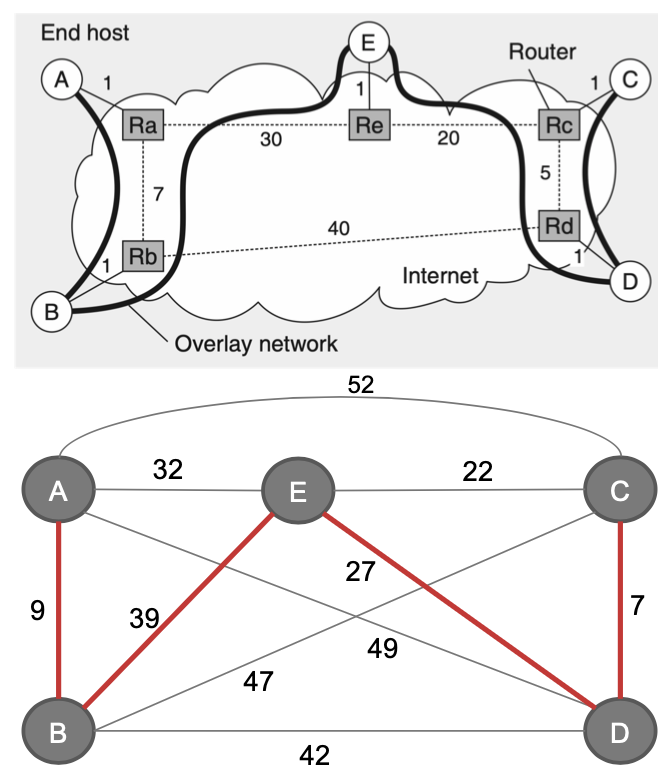 End host
E
Router
A
1
1
1
C
Ra
Re
Rc
30
20
7
5
40
Rd
Rb
1
1
Internet
B
D
Overlay network
52
A
32
E
22
C
9
39
27
7
49
47
B
D
42